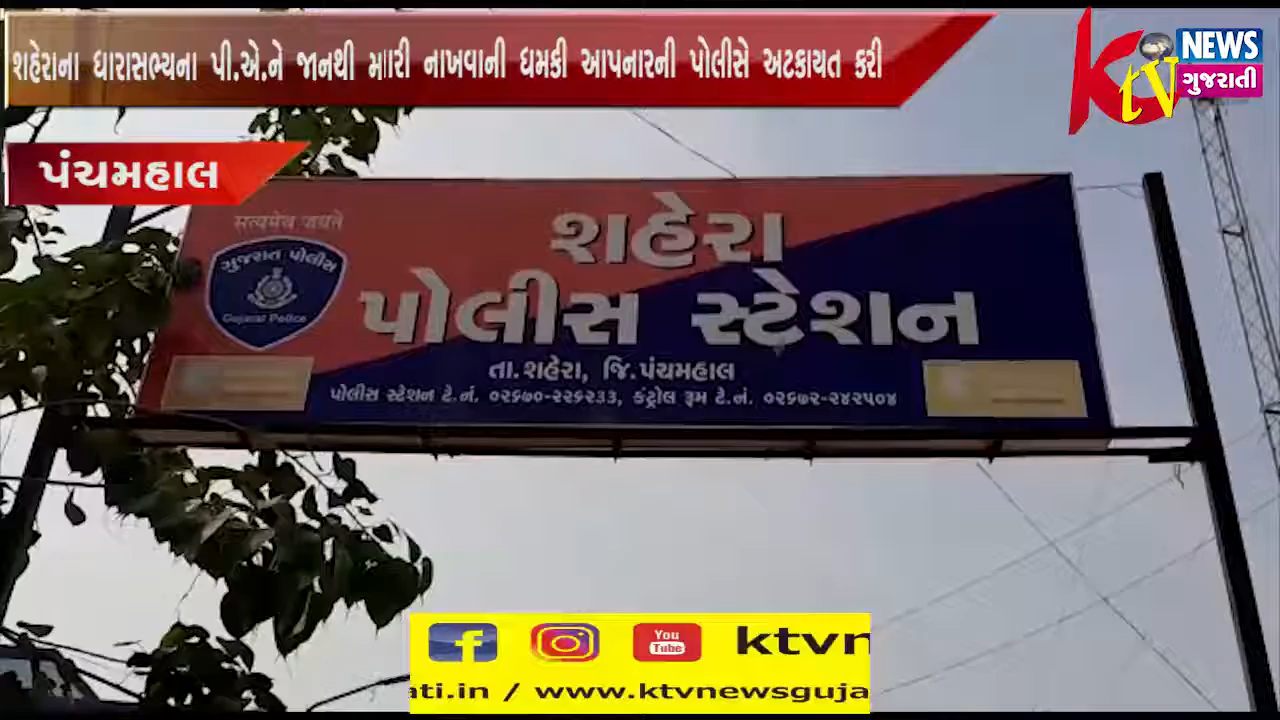 શહેરાના ધારાસભ્યના પી.એ.ને જાનથી મારી નાખવાની ધમકી આપનારની પોલીસે અટકાયત કરી
Ktv NEWS
ગુજરાતી
પંચમહાલ
સત્યમેવ જયતે
ગુજરાત પોલીસ
Gujarat Police
શહેરા
પોલીસ સ્ટેશન
તા.શહેરા, જિ.પંચમહાલ
પોલીસ સ્ટેશન ટે.નં. ૦૨૬૭૦-૨૨૬૨૩૩, કંટ્રોલ રૂમ ટે.નં. ૦૨૬૭૨-૨૪૨૫૦૪
f You Tube ktvn
ati.in / www.ktvnewsguja